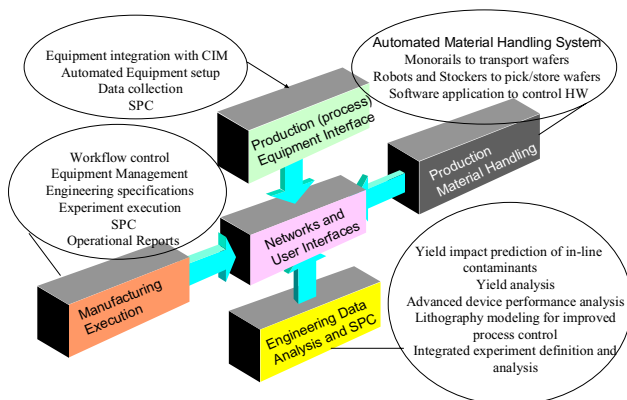 Equipment integration with CIM
Automated Equipment setup
Data collection
SPC
Automated Material Handling System
Monorails to transport wafers
Robots and Stockers to pick/store wafers
Software application to control HW
Production (process)
Equipment Interface
Production
Material Handling
Workflow control
Equipment Management
Engineering specifications
Experiment execution
SPC
Operational Reports
Networks and
User Interfaces
Manufacturing
Execution
Engineering Data
Analysis and SPC
Yield impact prediction of in-line
contaminants
Yield analysis
Advanced device performance analysis
Lithography modeling for improved
process control
Integrated experiment definition and
analysis